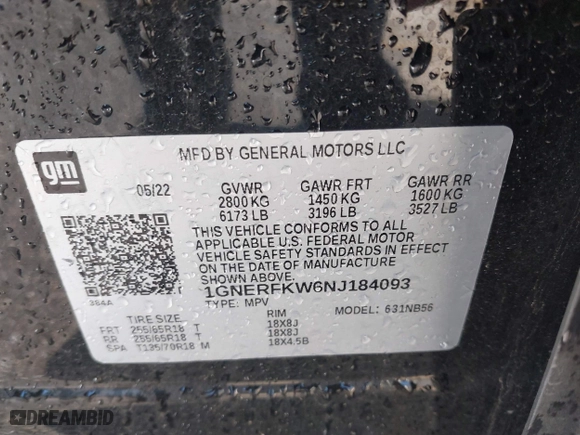 gm
MFD BY GENERAL MOTORS LLC
05/22 GVWR GAWR FRT GAWR RR
2800 KG 1450 KG 1600 KG
6173 LB 3196 LB 3527 LB
THIS VEHICLE CONFORMS TO ALL
APPLICABLE U.S. FEDERAL MOTOR
VEHICLE SAFETY STANDARDS IN EFFECT
ON THE DATE OF MANUFACTURE
SHOWN ABOVE.
1GNERFKW6NJ184093
384A TYPE: MPV MODEL: 631NB56
TIRE SIZE RIM
FRT 255/65R18 T 18X8J
RR 255/65R18 T 18X8J
SPA T135/70R18 M 18X4.5B
DREAMBID